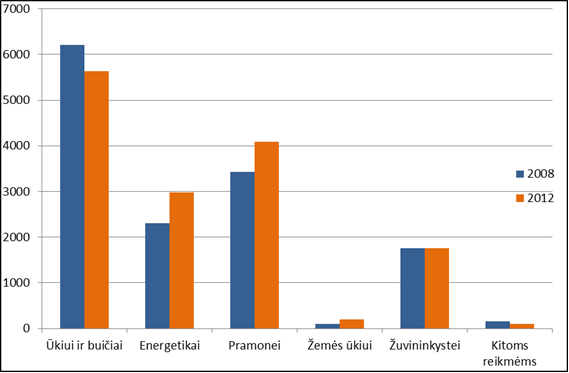 7000
6000
5000
4000
3000
2000
1000
0
2008
2012
Ūkiui ir buičiai
Energetikai
Pramonei
Žemės ūkiui
Žuvininkystei
Kitoms
reikmėms